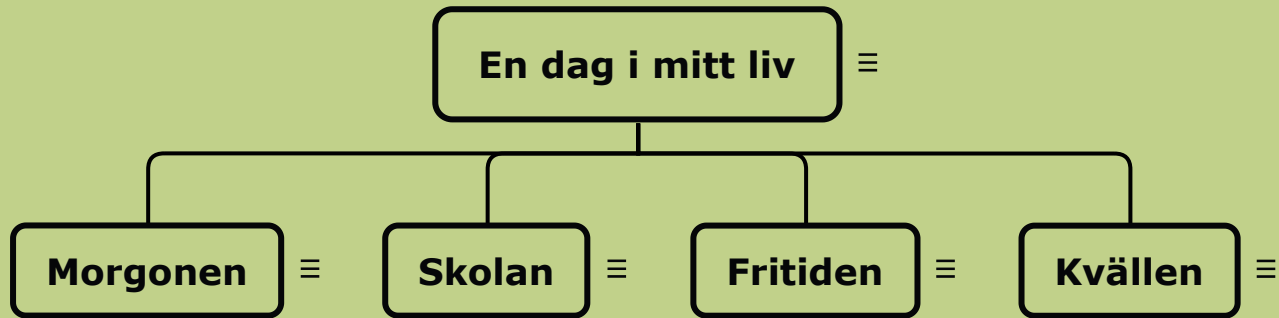 En dag i mitt liv
Morgonen
Skolan
Fritiden
Kvällen